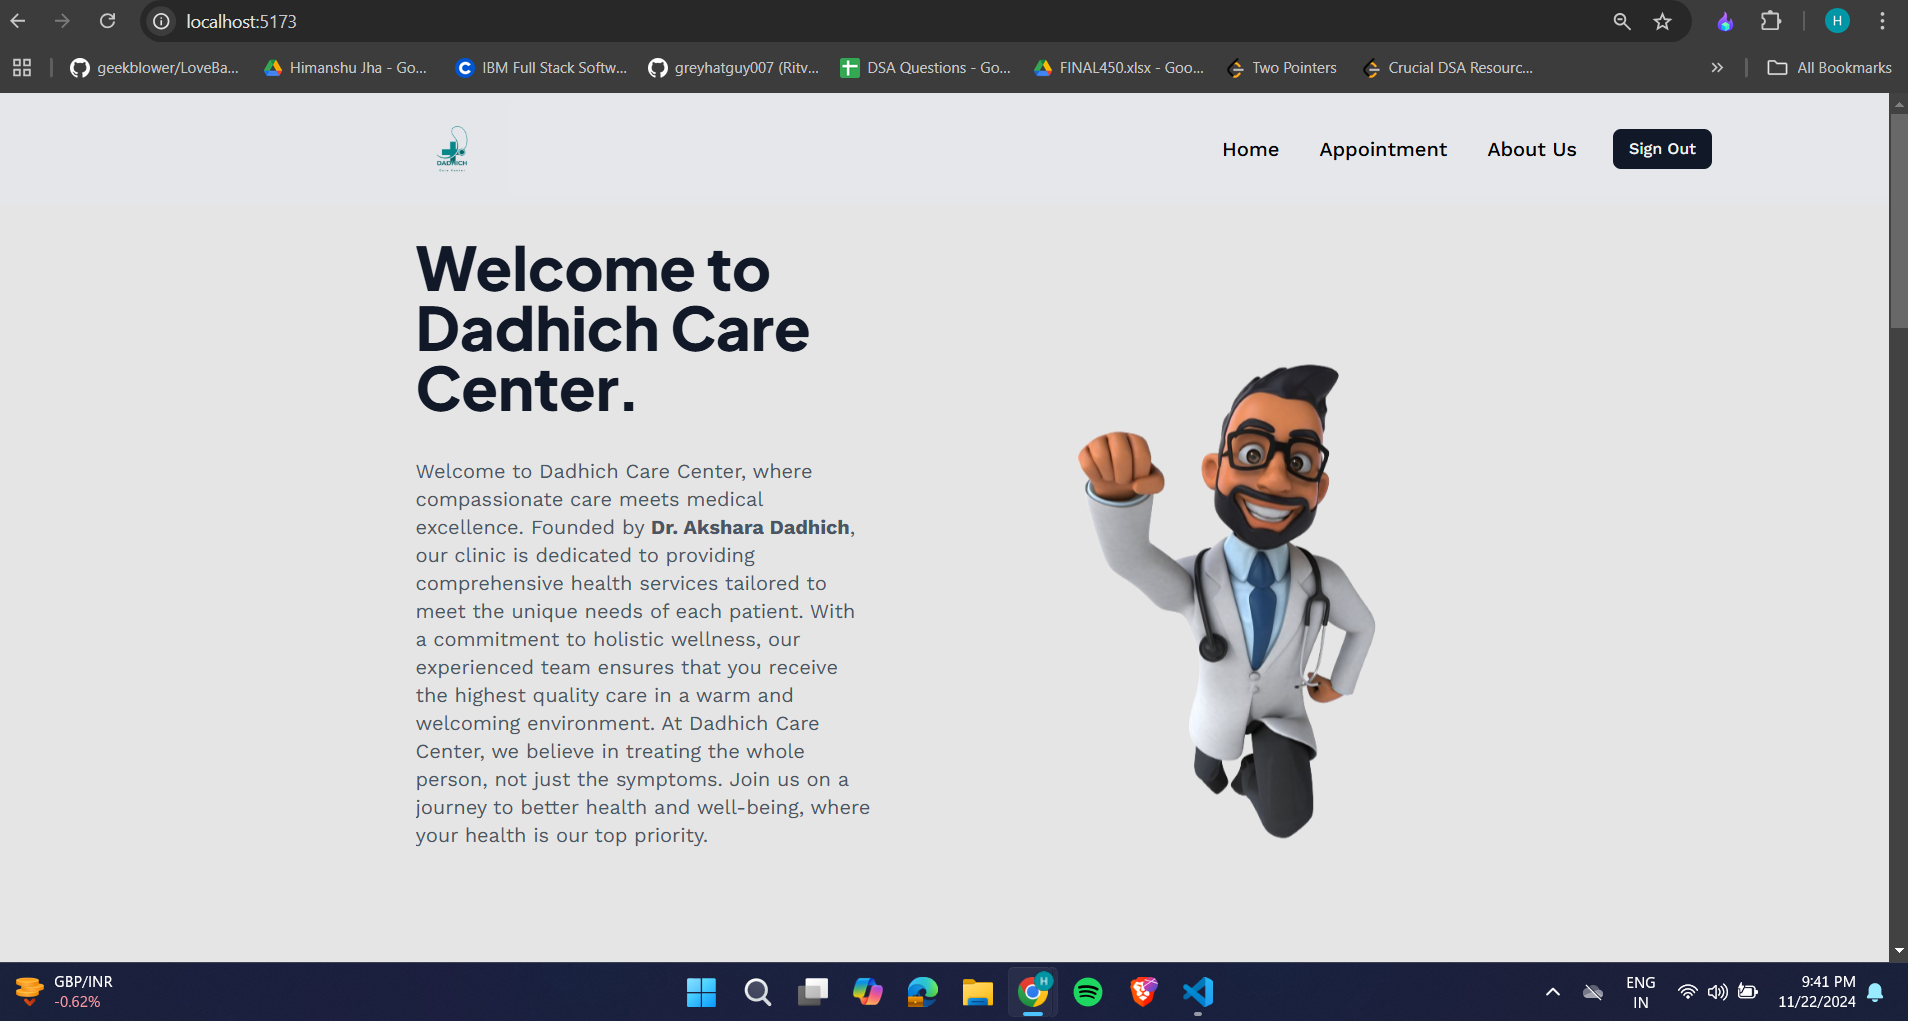 localhost:5173
H
geekblower/LoveBa...
Himanshu Jha - Go...
IBM Full Stack Softw...
greyhatguy007 (Ritv...
DSA Questions - Go...
FINAL450.xlsx - Goo...
Two Pointers
Crucial DSA Resourc...
All Bookmarks
DADHICH
Care Center
Home
Appointment
About Us
Sign Out
Welcome to
Dadhich Care
Center.
Welcome to Dadhich Care Center, where
compassionate care meets medical
excellence. Founded by Dr. Akshara Dadhich,
our clinic is dedicated to providing
comprehensive health services tailored to
meet the unique needs of each patient. With
a commitment to holistic wellness, our
experienced team ensures that you receive
the highest quality care in a warm and
welcoming environment. At Dadhich Care
Center, we believe in treating the whole
person, not just the symptoms. Join us on a
journey to better health and well-being, where
your health is our top priority.
GBP/INR
-0.62%
H
ENG
IN
9:41 PM
11/22/2024